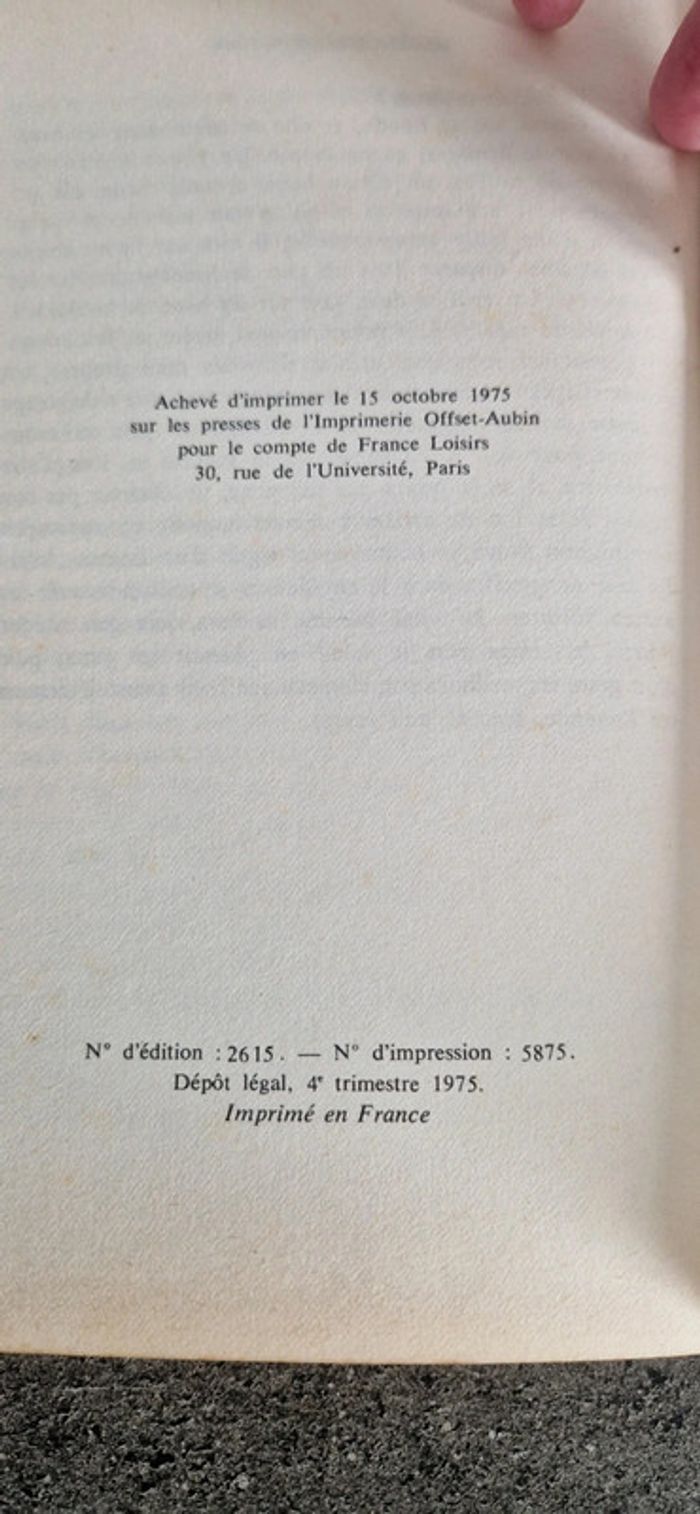 Achevé d'imprimer le 15 octobre 1975
sur les presses de l'Imprimerie Offset-Aubin
pour le compte de France Loisirs
30, rue de l'Université, Paris
N° d'édition : 2615. — N° d'impression : 5875.
Dépôt légal, 4e trimestre 1975.
Imprimé en France